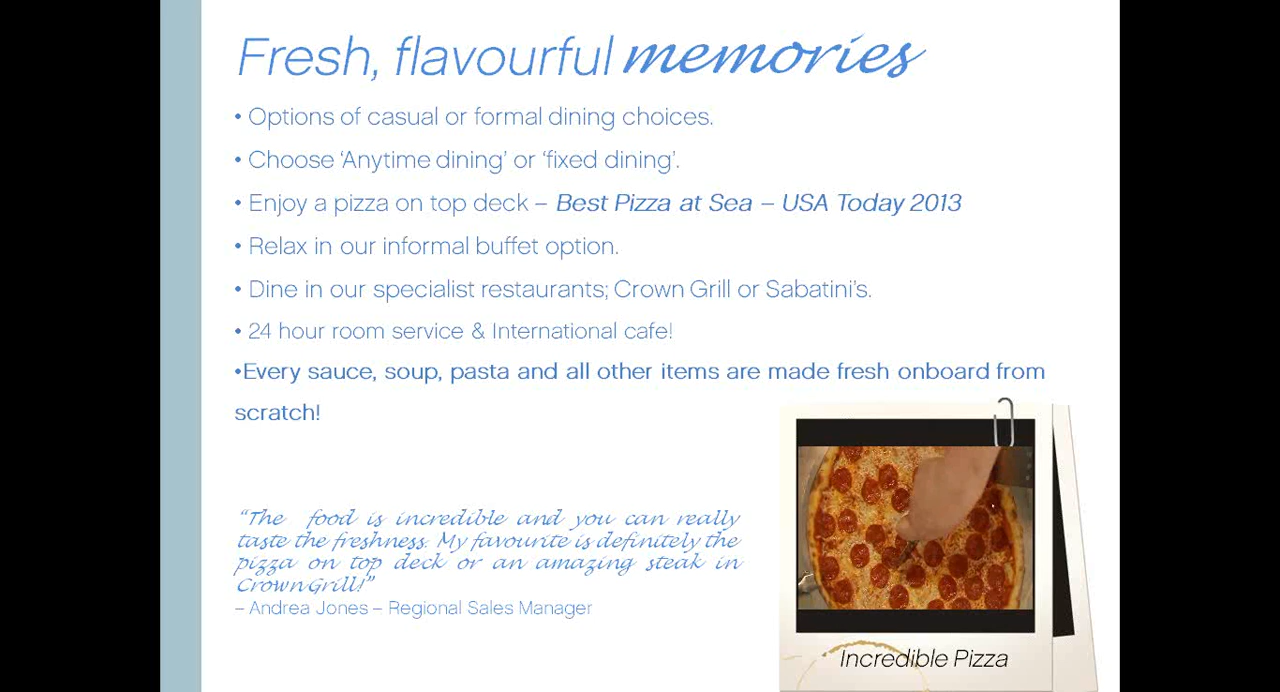 Fresh, flavourful memories
• Options of casual or formal dining choices.
• Choose ‘Anytime dining’ or ‘fixed dining’.
• Enjoy a pizza on top deck – Best Pizza at Sea – USA Today 2013
• Relax in our informal buffet option.
• Dine in our specialist restaurants; Crown Grill or Sabatini’s.
• 24 hour room service & International cafe!
•Every sauce, soup, pasta and all other items are made fresh onboard from
scratch!
“The food is incredible and you can really
taste the freshness. My favourite is definitely the
pizza on top deck or an amazing steak in
Crown Grill!”
– Andrea Jones – Regional Sales Manager
Incredible Pizza